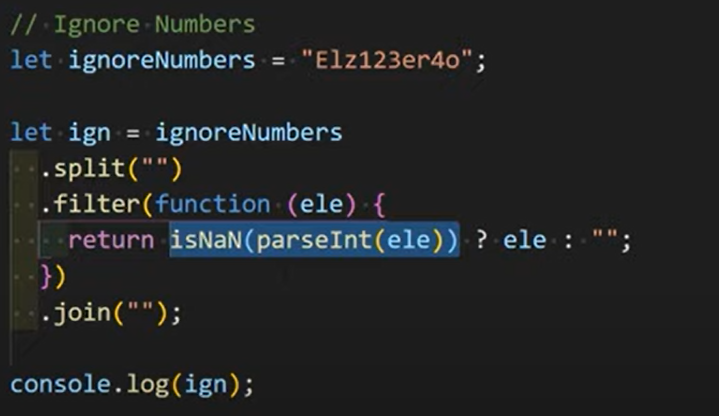 // Ignore Numbers
let ignoreNumbers = "Elz123er4o";
let ign = ignoreNumbers
.split("")
.filter(function (ele) {
return isNaN(parseInt(ele)) ? ele : "";
})
.join("");
console.log(ign);